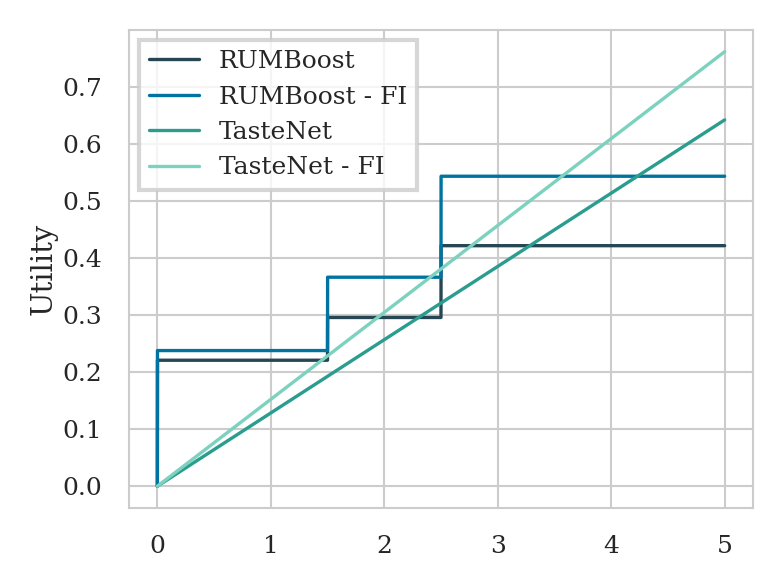 RUMBoost
RUMBoost - FI
TasteNet
TasteNet - FI
Utility
0.7
0.6
0.5
0.4
0.3
0.2
0.1
0.0
0 1 2 3 4 5